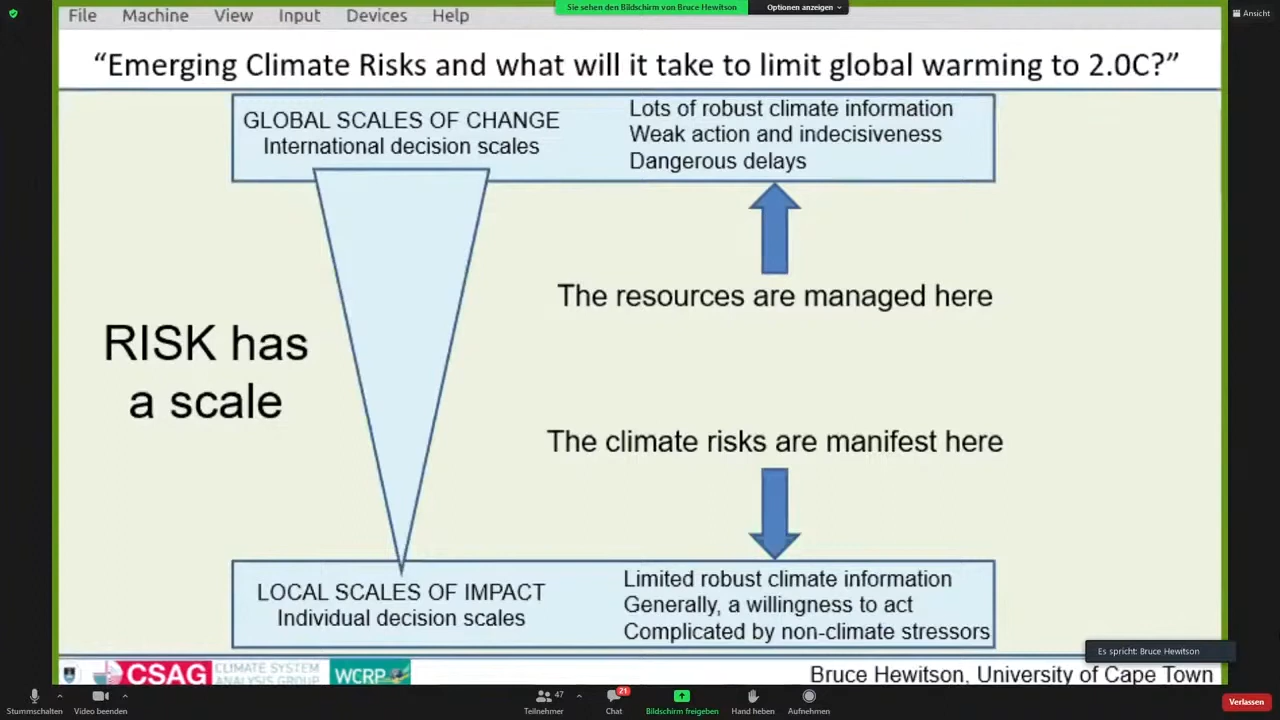 File Machine View Input Devices Help
Sie sehen den Bildschirm von Bruce Hewitson
Optionen anzeigen
Ansicht
“Emerging Climate Risks and what will it take to limit global warming to 2.0C?”
GLOBAL SCALES OF CHANGE
International decision scales
Lots of robust climate information
Weak action and indecisiveness
Dangerous delays
The resources are managed here
RISK has
a scale
The climate risks are manifest here
LOCAL SCALES OF IMPACT
Individual decision scales
Limited robust climate information
Generally, a willingness to act
Complicated by non-climate stressors
Es spricht: Bruce Hewitson
CSAG
CLIMATE SYSTEM
ANALYSIS GROUP
WCRP
Bruce Hewitson, University of Cape Town
Stummschalten
Video beenden
47
Teilnehmer
21
Chat
Bildschirm freigeben
Hand heben
Aufnehmen
Verlassen